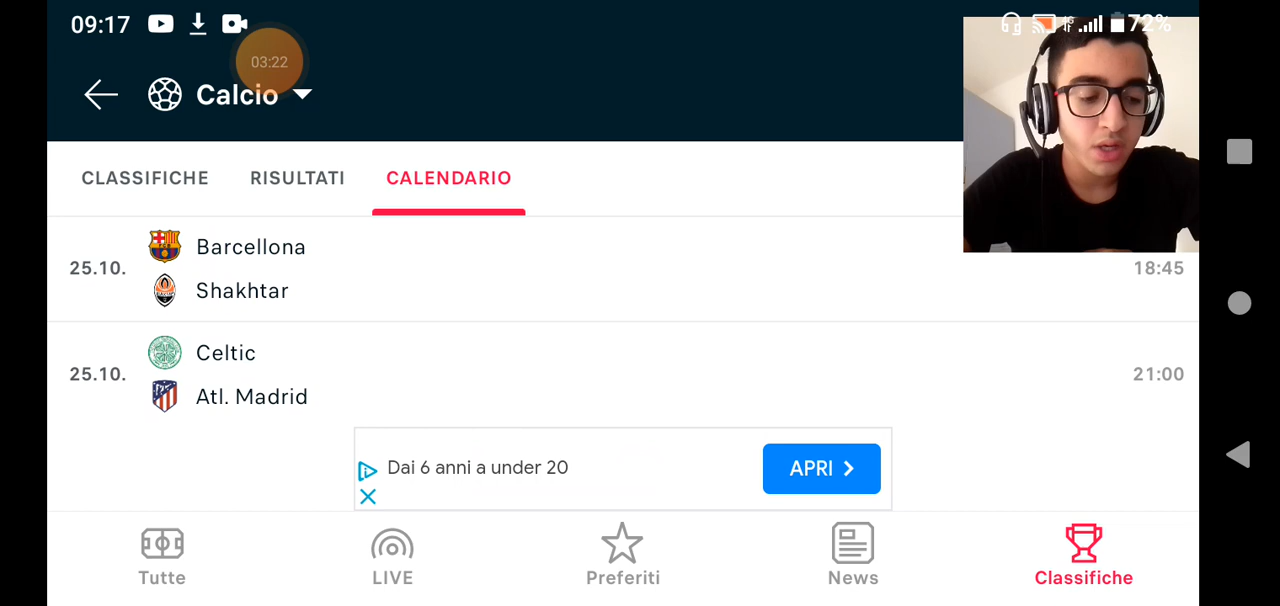 09:17
72%
03:22
Calcio
CLASSIFICHE RISULTATI CALENDARIO
25.10.
Barcellona
Shakhtar
18:45
25.10.
Celtic
Atl. Madrid
21:00
Dai 6 anni a under 20
APRI
Tutte LIVE Preferiti News Classifiche